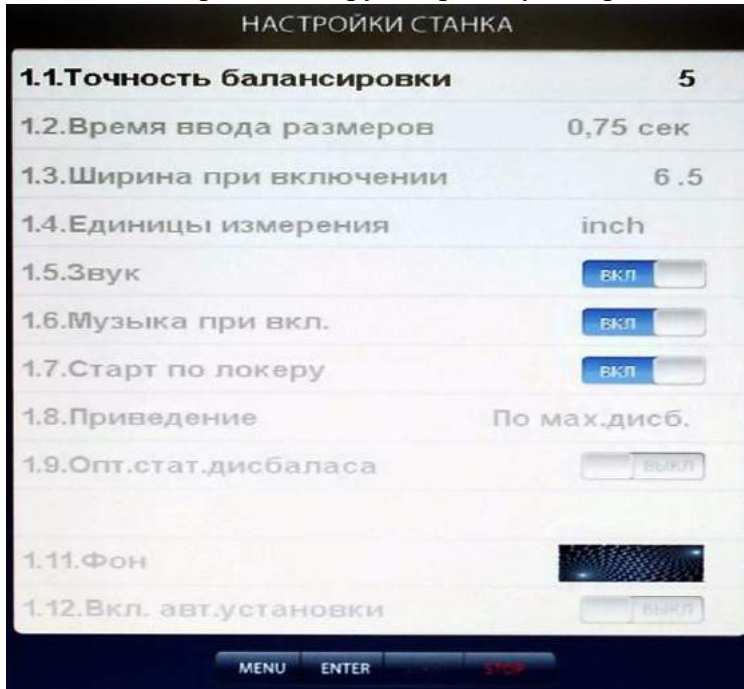 НАСТРОЙКИ СТАНКА
1.1.Точность балансировки 5
1.2.Время ввода размеров 0,75 сек
1.3.Ширина при включении 6.5
1.4.Единицы измерения inch
1.5.Звук ВКЛ
1.6.Музыка при вкл. ВКЛ
1.7.Старт по локеру ВКЛ
1.8.Приведение По мах.дисб.
1.9.Опт.стат.дисбаласа ВЫКЛ
1.11.Фон
1.12.Вкл. авт.установки ВЫКЛ
MENU ENTER STOP